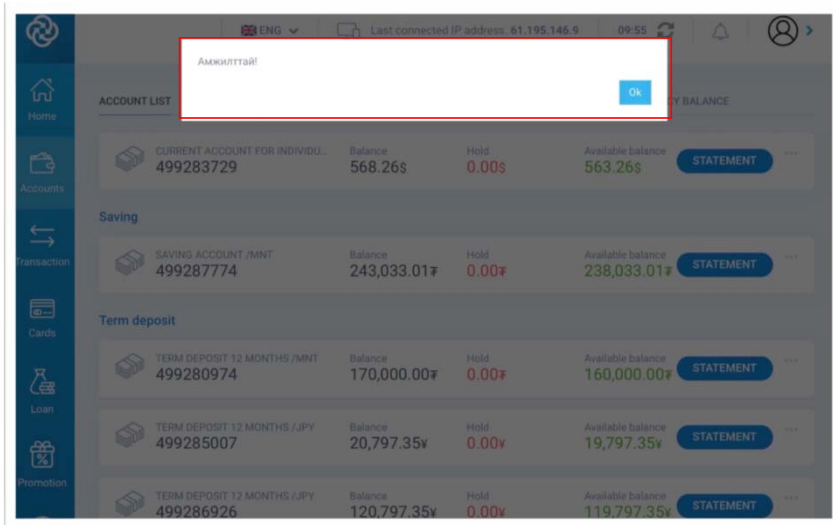 ENG Last connected IP address: 61.195.146.9 09:55
Амжилттай!
Ok
ACCOUNT LIST CY BALANCE
Home
Accounts
Transaction
Cards
Loan
Promotion
CURRENT ACCOUNT FOR INDIVIDU... Balance Hold Available balance
499283729 568.26$ 0.00$ 563.26$ STATEMENT
Saving
SAVING ACCOUNT /MNT Balance Hold Available balance
499287774 243,033.01₮ 0.00₮ 238,033.01₮ STATEMENT
Term deposit
TERM DEPOSIT 12 MONTHS /MNT Balance Hold Available balance
499280974 170,000.00₮ 0.00₮ 160,000.00₮ STATEMENT
TERM DEPOSIT 12 MONTHS /JPY Balance Hold Available balance
499285007 20,797.35¥ 0.00¥ 19,797.35¥ STATEMENT
TERM DEPOSIT 12 MONTHS /JPY Balance Hold Available balance
499286926 120,797.35¥ 0.00¥ 119,797.35¥ STATEMENT